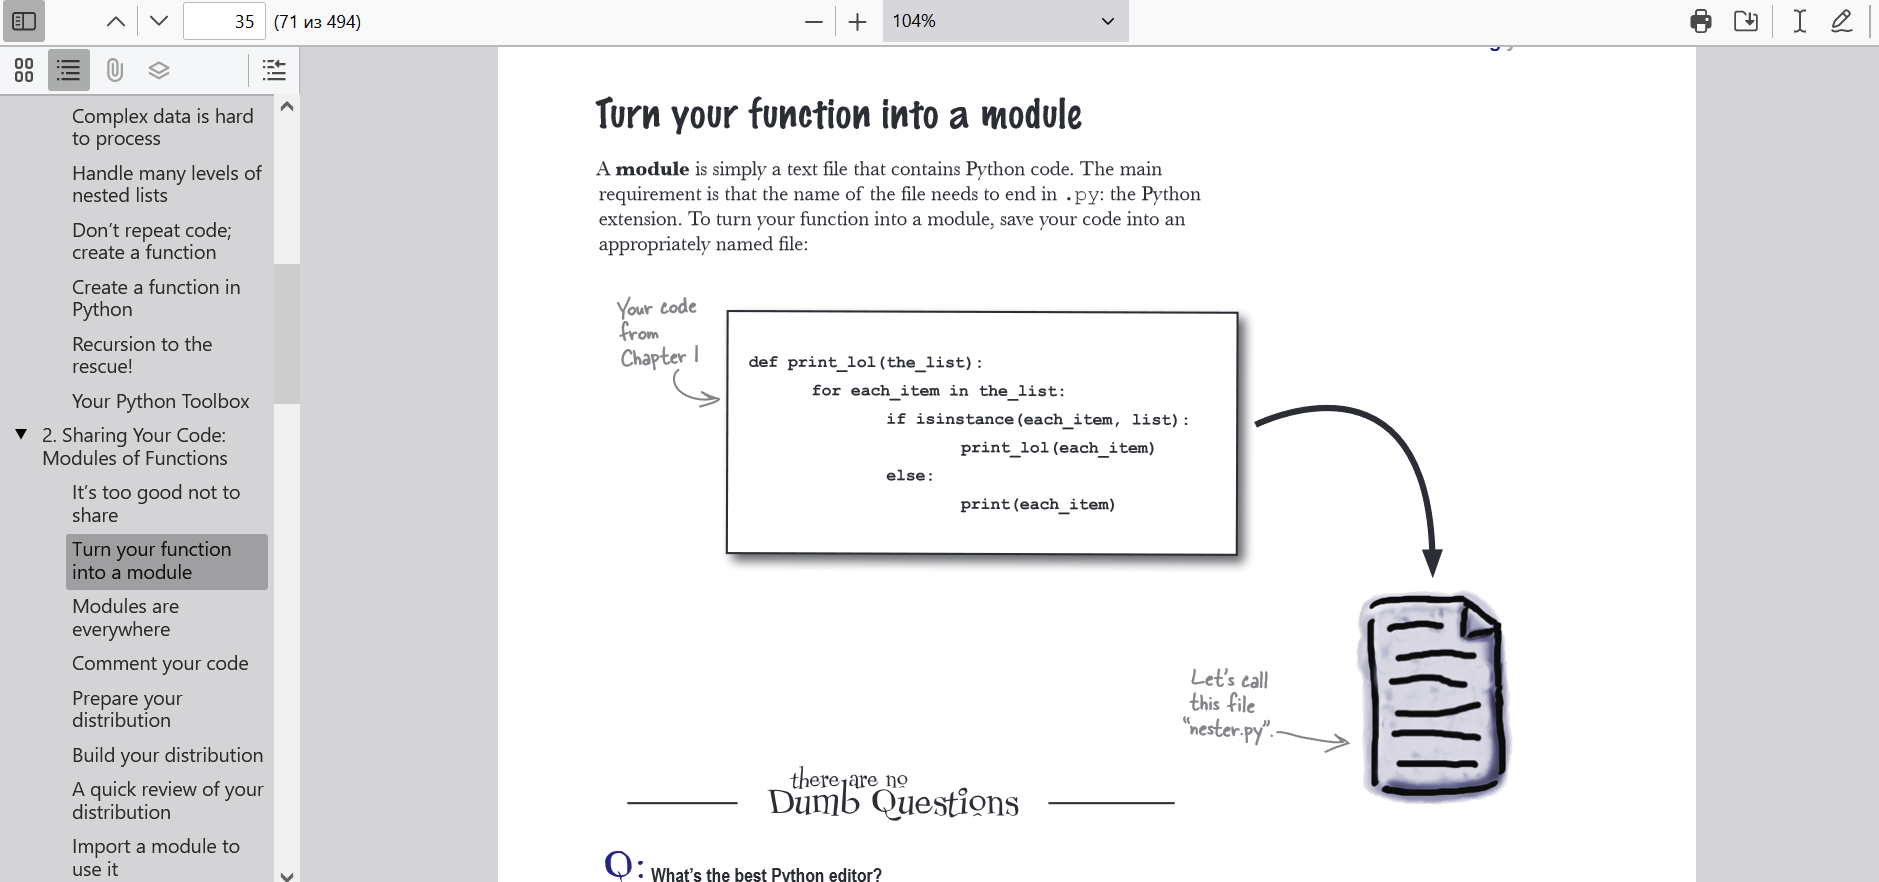 35 (71 из 494)
104%
Complex data is hard
to process
Handle many levels of
nested lists
Don’t repeat code;
create a function
Create a function in
Python
Recursion to the
rescue!
Your Python Toolbox
2. Sharing Your Code:
Modules of Functions
It’s too good not to
share
Turn your function
into a module
Modules are
everywhere
Comment your code
Prepare your
distribution
Build your distribution
A quick review of your
distribution
Import a module to
use it
Turn your function into a module
A module is simply a text file that contains Python code. The main
requirement is that the name of the file needs to end in .py: the Python
extension. To turn your function into a module, save your code into an
appropriately named file:
Your code
from
Chapter 1
def print_lol(the_list):
for each_item in the_list:
if isinstance(each_item, list):
print_lol(each_item)
else:
print(each_item)
Let’s call
this file
“nester.py”.
there are no
Dumb Questions
Q: What’s the best Python editor?